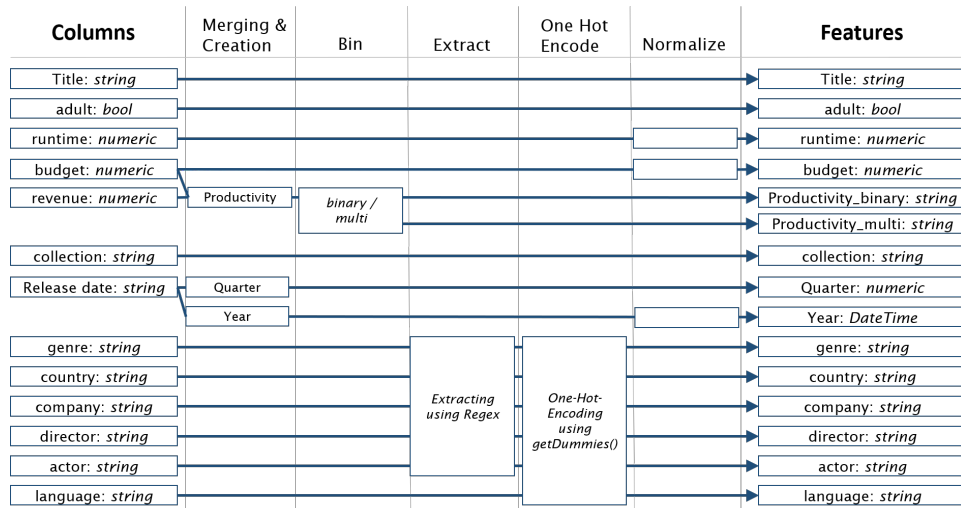 Columns
Merging &
Creation
Bin
Extract
One Hot
Encode
Normalize
Features
Title: string
Title: string
adult: bool
adult: bool
runtime: numeric
runtime: numeric
budget: numeric
budget: numeric
revenue: numeric
Productivity
binary /
multi
Productivity_binary: string
Productivity_multi: string
collection: string
collection: string
Release date: string
Quarter
Quarter: numeric
Year
Year: DateTime
genre: string
genre: string
country: string
country: string
company: string
Extracting
using Regex
One-Hot-
Encoding
using
getDummies()
company: string
director: string
director: string
actor: string
actor: string
language: string
language: string